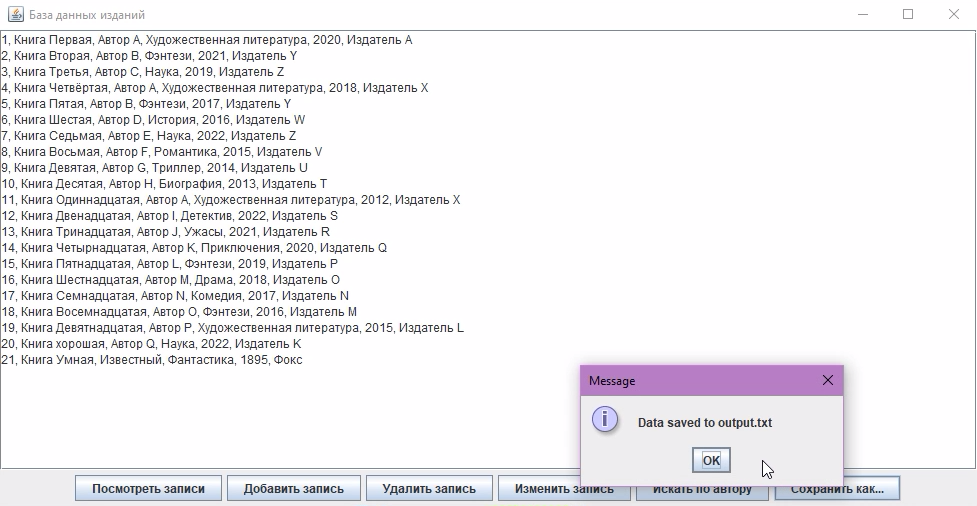 База данных изданий
1, Книга Первая, Автор A, Художественная литература, 2020, Издатель A
2, Книга Вторая, Автор B, Фэнтези, 2021, Издатель Y
3, Книга Третья, Автор C, Наука, 2019, Издатель Z
4, Книга Четвёртая, Автор A, Художественная литература, 2018, Издатель X
5, Книга Пятая, Автор B, Фэнтези, 2017, Издатель Y
6, Книга Шестая, Автор D, История, 2016, Издатель W
7, Книга Седьмая, Автор E, Наука, 2022, Издатель Z
8, Книга Восьмая, Автор F, Романтика, 2015, Издатель V
9, Книга Девятая, Автор G, Триллер, 2014, Издатель U
10, Книга Десятая, Автор H, Биография, 2013, Издатель T
11, Книга Одиннадцатая, Автор A, Художественная литература, 2012, Издатель X
12, Книга Двенадцатая, Автор I, Детектив, 2022, Издатель S
13, Книга Тринадцатая, Автор J, Ужасы, 2021, Издатель R
14, Книга Четырнадцатая, Автор K, Приключения, 2020, Издатель Q
15, Книга Пятнадцатая, Автор L, Фэнтези, 2019, Издатель P
16, Книга Шестнадцатая, Автор M, Драма, 2018, Издатель O
17, Книга Семнадцатая, Автор N, Комедия, 2017, Издатель N
18, Книга Восемнадцатая, Автор O, Фэнтези, 2016, Издатель M
19, Книга Девятнадцатая, Автор P, Художественная литература, 2015, Издатель L
20, Книга хорошая, Автор Q, Наука, 2022, Издатель K
21, Книга Умная, Известный, Фантастика, 1895, Фокс
Message
Data saved to output.txt
OK
Посмотреть записи Добавить запись Удалить запись Изменить запись Искать по автору Сохранить как...